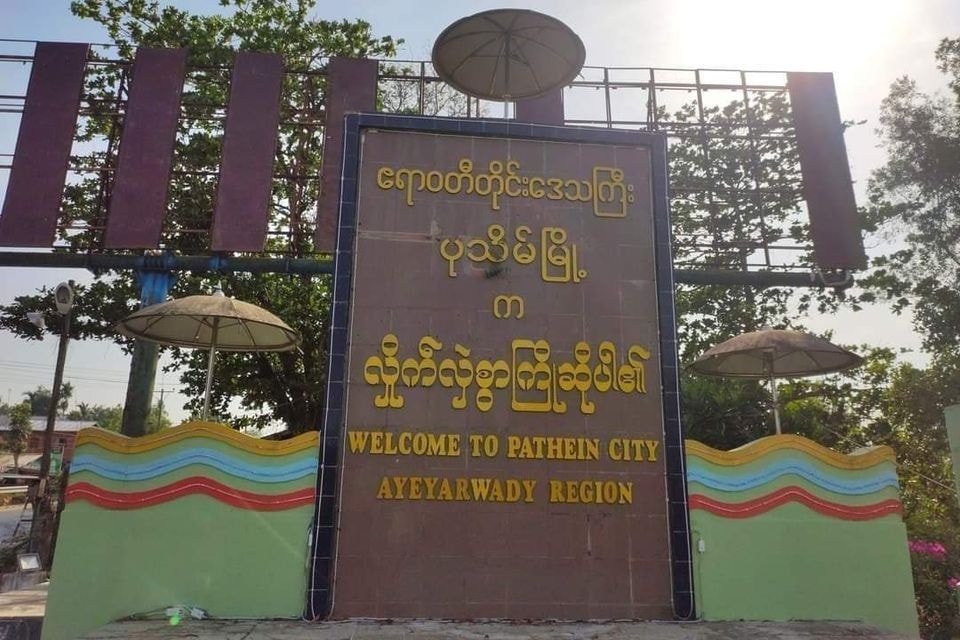 ဧရာဝတီတိုင်းဒေသကြီး
ပုသိမ်မြို့
က
လှိုက်လှဲစွာကြိုဆိုပါ၏
WELCOME TO PATHEIN CITY
AYEYARWADY REGION